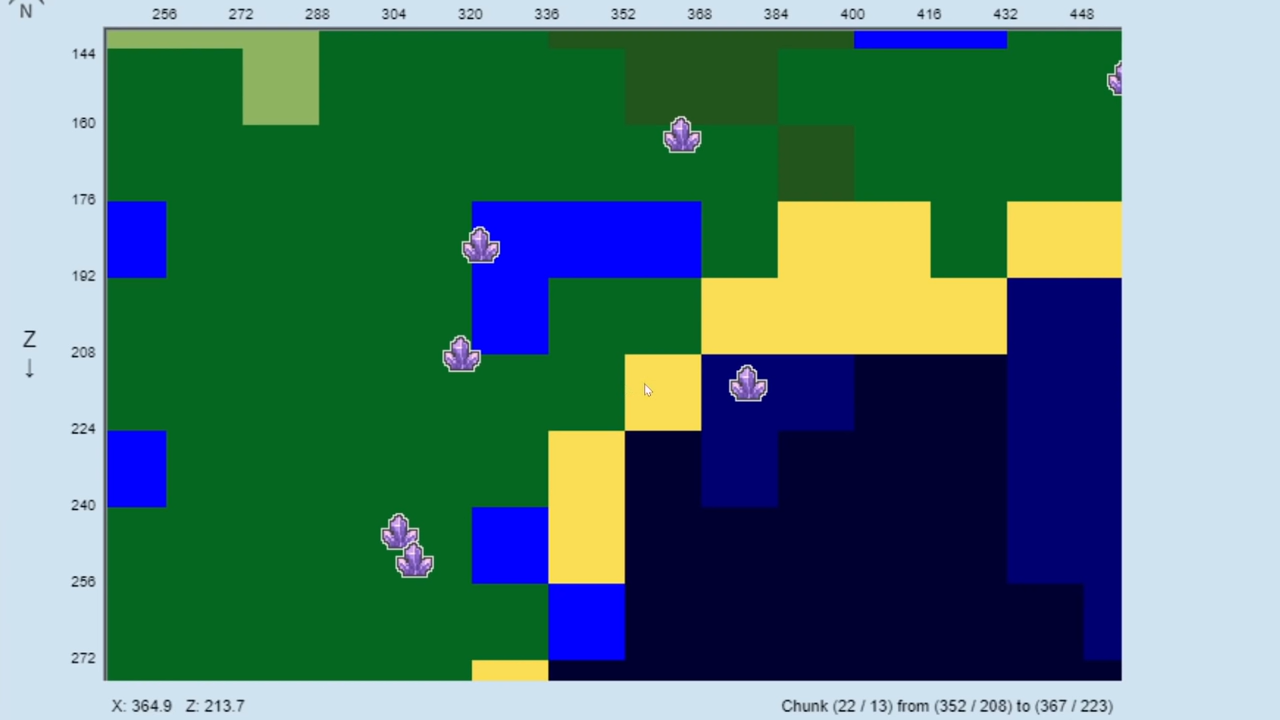 N
256 272 288 304 320 336 352 368 384 400 416 432 448
144
160
176
192
Z
208
↓
224
240
256
272
X: 364.9 Z: 213.7
Chunk (22 / 13) from (352 / 208) to (367 / 223)